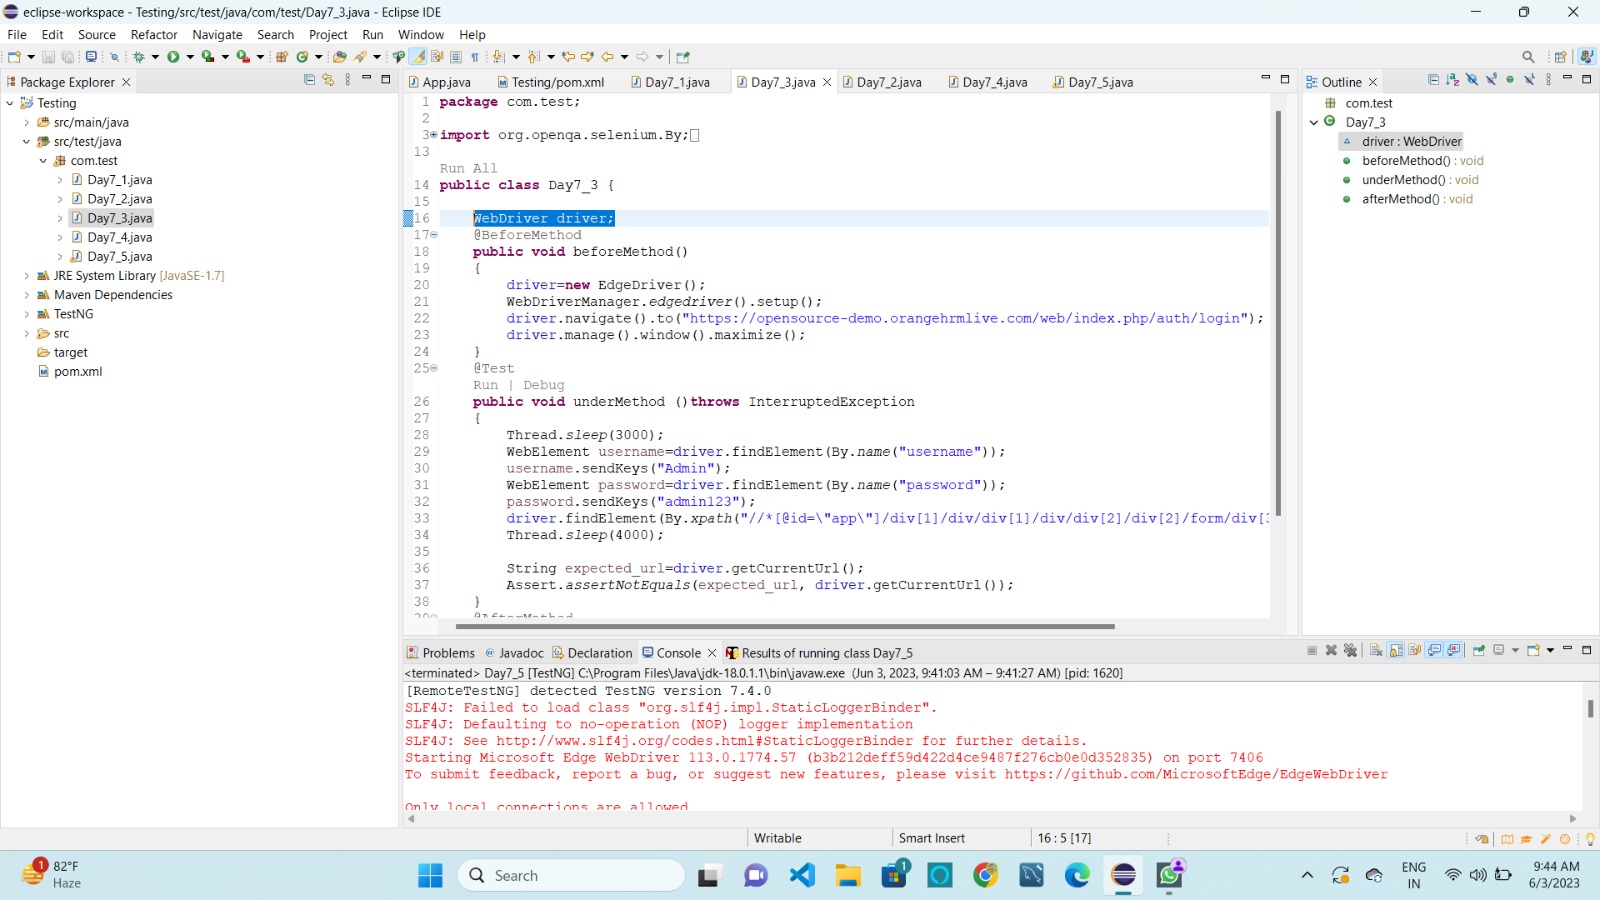 eclipse-workspace - Testing/src/test/java/com/test/Day7_3.java - Eclipse IDE
File Edit Source Refactor Navigate Search Project Run Window Help
Package Explorer
Testing
src/main/java
src/test/java
com.test
Day7_1.java
Day7_2.java
Day7_3.java
Day7_4.java
Day7_5.java
JRE System Library [JavaSE-1.7]
Maven Dependencies
TestNG
src
target
pom.xml
App.java Testing/pom.xml Day7_1.java Day7_3.java Day7_2.java Day7_4.java Day7_5.java
1 package com.test;
2
3 import org.openqa.selenium.By;
13
Run All
14 public class Day7_3 {
15
16 WebDriver driver;
17 @BeforeMethod
18 public void beforeMethod()
19 {
20 driver=new EdgeDriver();
21 WebDriverManager.edgedriver().setup();
22 driver.navigate().to("https://opensource-demo.orangehrmlive.com/web/index.php/auth/login");
23 driver.manage().window().maximize();
24 }
25 @Test
Run | Debug
26 public void underMethod ()throws InterruptedException
27 {
28 Thread.sleep(3000);
29 WebElement username=driver.findElement(By.name("username"));
30 username.sendKeys("Admin");
31 WebElement password=driver.findElement(By.name("password"));
32 password.sendKeys("admin123");
33 driver.findElement(By.xpath("//*[@id=\"app\"]/div[1]/div/div[1]/div/div[2]/div[2]/form/div[3
34 Thread.sleep(4000);
35
36 String expected_url=driver.getCurrentUrl();
37 Assert.assertNotEquals(expected_url, driver.getCurrentUrl());
38 }
39 @AfterMethod
Outline
com.test
Day7_3
driver : WebDriver
beforeMethod() : void
underMethod() : void
afterMethod() : void
Problems Javadoc Declaration Console Results of running class Day7_5
<terminated> Day7_5 [TestNG] C:\Program Files\Java\jdk-18.0.1.1\bin\javaw.exe (Jun 3, 2023, 9:41:03 AM – 9:41:27 AM) [pid: 1620]
[RemoteTestNG] detected TestNG version 7.4.0
SLF4J: Failed to load class "org.slf4j.impl.StaticLoggerBinder".
SLF4J: Defaulting to no-operation (NOP) logger implementation
SLF4J: See http://www.slf4j.org/codes.html#StaticLoggerBinder for further details.
Starting Microsoft Edge WebDriver 113.0.1774.57 (b3b212deff59d422d4ce9487f276cb0e0d352835) on port 7406
To submit feedback, report a bug, or suggest new features, please visit https://github.com/MicrosoftEdge/EdgeWebDriver
Only local connections are allowed
Writable Smart Insert 16 : 5 [17]
1 82°F
Haze
Search
1
ENG
IN
9:44 AM
6/3/2023